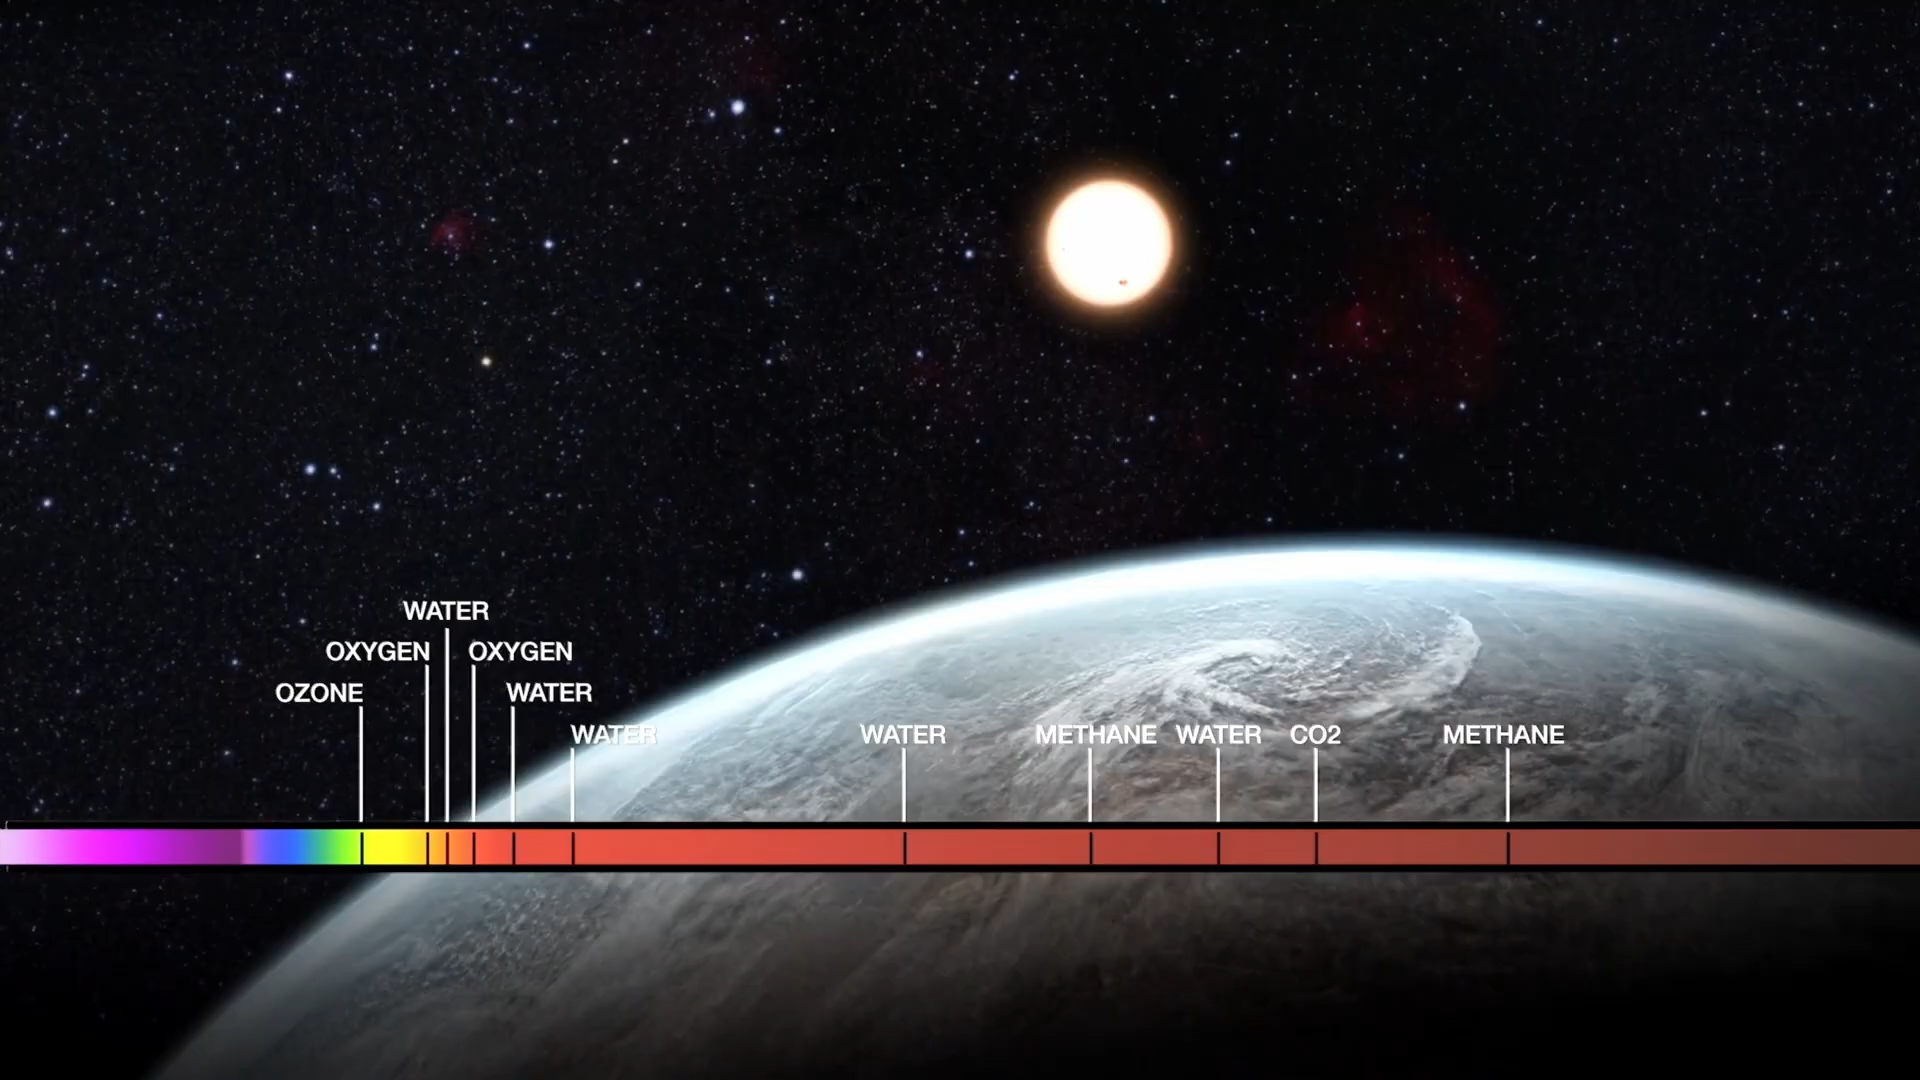 WATER
OXYGEN OXYGEN
OZONE WATER
WATER WATER METHANE WATER CO2 METHANE